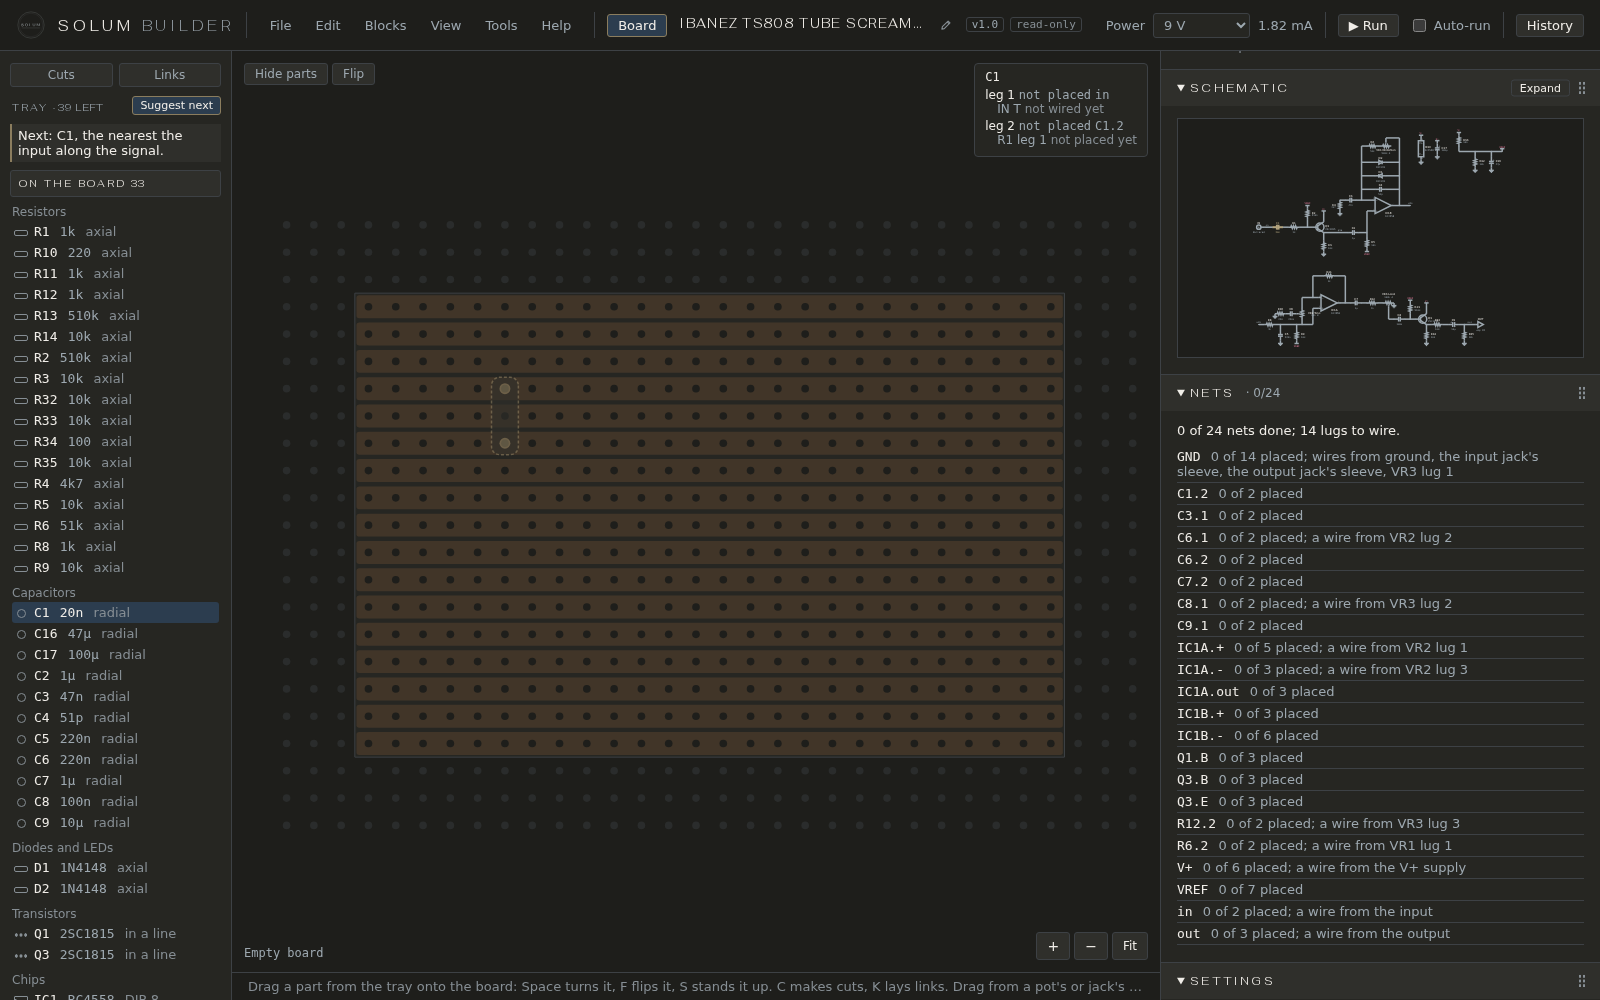 SOLUM BUILDER
File Edit Blocks View Tools Help
Board
IBANEZ TS808 TUBE SCREAM...
v1.0 read-only
Power 9 V 1.82 mA
▶ Run
Auto-run
History
Cuts Links
TRAY · 39 LEFT
Suggest next
Next: C1, the nearest the
input along the signal.
ON THE BOARD 33
Resistors
R1 1k axial
R10 220 axial
R11 1k axial
R12 1k axial
R13 510k axial
R14 10k axial
R2 510k axial
R3 10k axial
R32 10k axial
R33 10k axial
R34 100 axial
R35 10k axial
R4 4k7 axial
R5 10k axial
R6 51k axial
R8 1k axial
R9 10k axial
Capacitors
C1 20n radial
C16 47µ radial
C17 100µ radial
C2 1µ radial
C3 47n radial
C4 51p radial
C5 220n radial
C6 220n radial
C7 1µ radial
C8 100n radial
C9 10µ radial
Diodes and LEDs
D1 1N4148 axial
D2 1N4148 axial
Transistors
Q1 2SC1815 in a line
Q3 2SC1815 in a line
Chips
IC1 RC4558 DIP 8
Hide parts Flip
C1
leg 1 not placed in
IN T not wired yet
leg 2 not placed C1.2
R1 leg 1 not placed yet
Empty board
+ − Fit
Drag a part from the tray onto the board: Space turns it, F flips it, S stands it up. C makes cuts, K lays links. Drag from a pot's or jack's ...
SCHEMATIC
Expand
NETS · 0/24
0 of 24 nets done; 14 lugs to wire.
GND 0 of 14 placed; wires from ground, the input jack's
sleeve, the output jack's sleeve, VR3 lug 1
C1.2 0 of 2 placed
C3.1 0 of 2 placed
C6.1 0 of 2 placed; a wire from VR2 lug 2
C6.2 0 of 2 placed
C7.2 0 of 2 placed
C8.1 0 of 2 placed; a wire from VR3 lug 2
C9.1 0 of 2 placed
IC1A.+ 0 of 5 placed; a wire from VR2 lug 1
IC1A.- 0 of 3 placed; a wire from VR2 lug 3
IC1A.out 0 of 3 placed
IC1B.+ 0 of 3 placed
IC1B.- 0 of 6 placed
Q1.B 0 of 3 placed
Q3.B 0 of 3 placed
Q3.E 0 of 3 placed
R12.2 0 of 2 placed; a wire from VR3 lug 3
R6.2 0 of 2 placed; a wire from VR1 lug 1
V+ 0 of 6 placed; a wire from the V+ supply
VREF 0 of 7 placed
in 0 of 2 placed; a wire from the input
out 0 of 3 placed; a wire from the output
SETTINGS